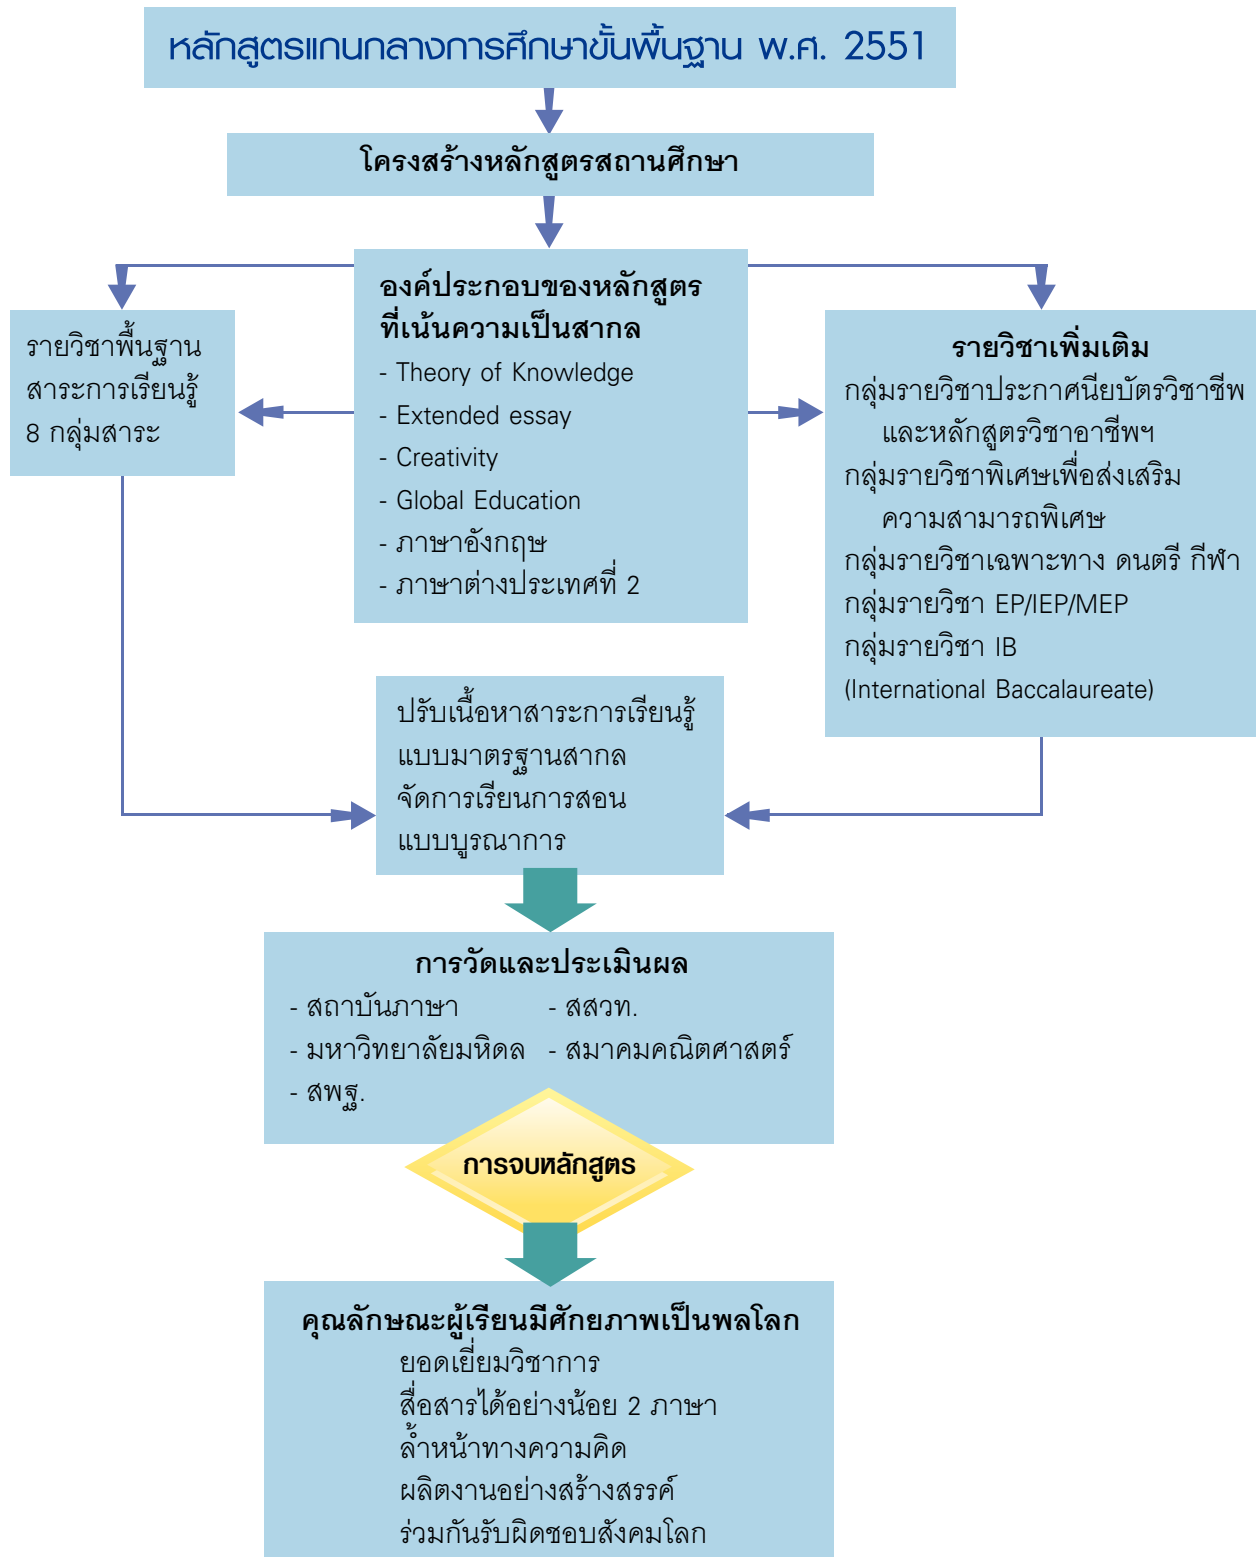 หลักสูตรแกนกลางการศึกษาขั้นพื้นฐาน พ.ศ. 2551
โครงสร้างหลักสูตรสถานศึกษา
รายวิชาพื้นฐาน
สาระการเรียนรู้
8 กลุ่มสาระ
องค์ประกอบของหลักสูตร
ที่เน้นความเป็นสากล
- Theory of Knowledge
- Extended essay
- Creativity
- Global Education
- ภาษาอังกฤษ
- ภาษาต่างประเทศที่ 2
รายวิชาเพิ่มเติม
กลุ่มรายวิชาประกาศนียบัตรวิชาชีพ
และหลักสูตรวิชาอาชีพฯ
กลุ่มรายวิชาพิเศษเพื่อส่งเสริม
ความสามารถพิเศษ
กลุ่มรายวิชาเฉพาะทาง ดนตรี กีฬา
กลุ่มรายวิชา EP/IEP/MEP
กลุ่มรายวิชา IB
(International Baccalaureate)
ปรับเนื้อหาสาระการเรียนรู้
แบบมาตรฐานสากล
จัดการเรียนการสอน
แบบบูรณาการ
การวัดและประเมินผล
- สถาบันภาษา - สสวท.
- มหาวิทยาลัยมหิดล - สมาคมคณิตศาสตร์
- สพฐ.
การจบหลักสูตร
คุณลักษณะผู้เรียนมีศักยภาพเป็นพลโลก
ยอดเยี่ยมวิชาการ
สื่อสารได้อย่างน้อย 2 ภาษา
ล้ำหน้าทางความคิด
ผลิตงานอย่างสร้างสรรค์
ร่วมกันรับผิดชอบสังคมโลก